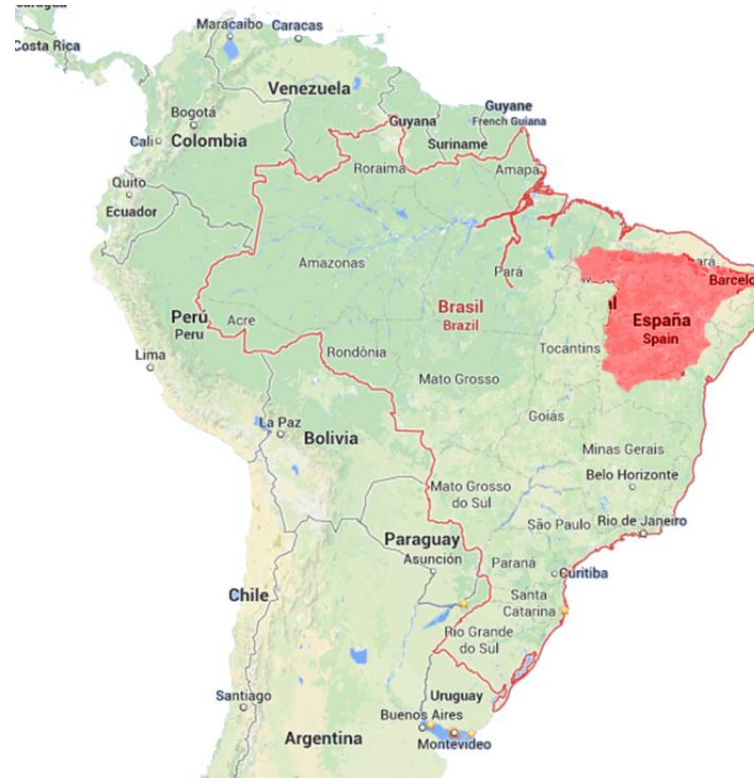 Maracaibo
Caracas
Costa Rica
Venezuela
Bogotá
Guyana
Guyane
French Guiana
Cali
Colombia
Suriname
Roraima
Amapá
Quito
Ecuador
Amazonas
Pará
Barcelo
España
Spain
Brasil
Brazil
Perú
Peru
Acre
Tocantins
Lima
Rondônia
Mato Grosso
Goiás
La Paz
Bolivia
Minas Gerais
Belo Horizonte
Mato Grosso
do Sul
São Paulo
Rio de Janeiro
Paraguay
Asunción
Paraná
Curitiba
Chile
Santa
Catarina
Rio Grande
do Sul
Santiago
Uruguay
Buenos Aires
Argentina
Montevideo